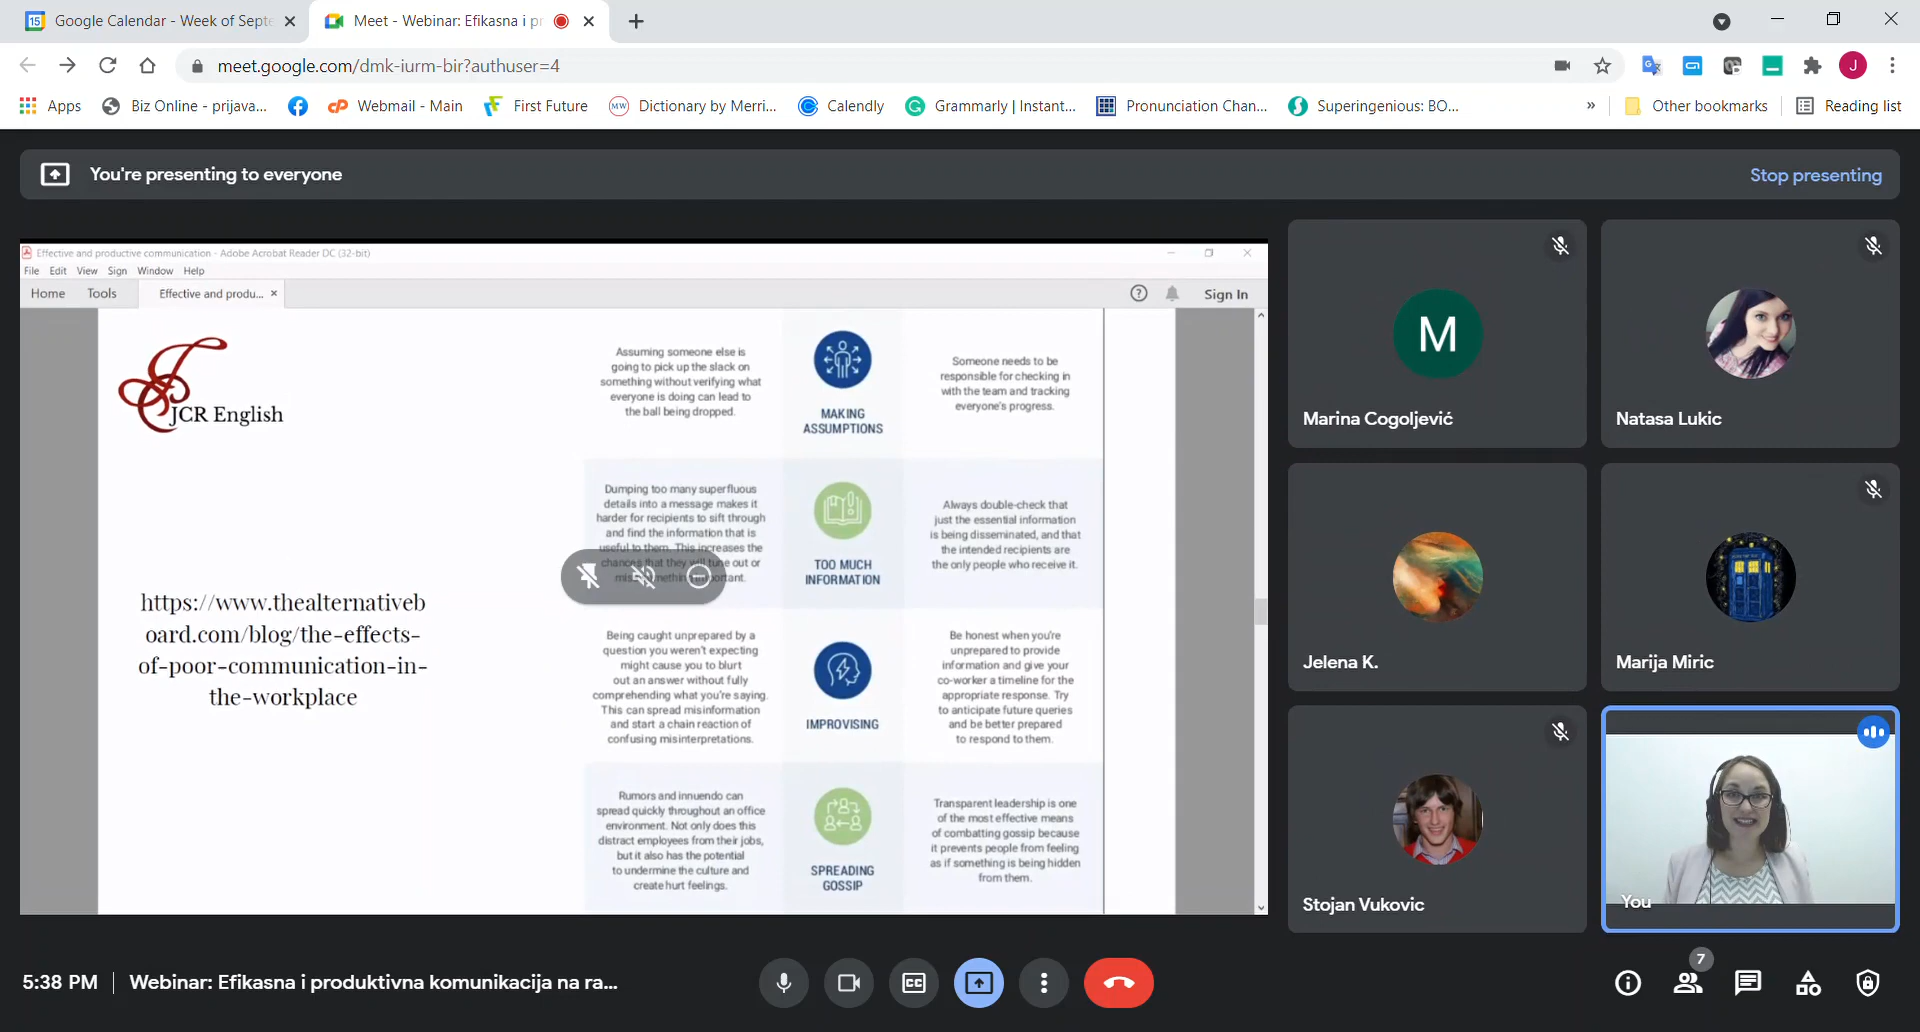 Google Calendar - Week of Septe
Meet - Webinar: Efikasna i pr
meet.google.com/dmk-iurm-bir?authuser=4
J
Apps
Biz Online - prijava...
Webmail - Main
First Future
Dictionary by Merri...
Calendly
Grammarly | Instant...
Pronunciation Chan...
Superingenious: BO...
»
Other bookmarks
Reading list
You're presenting to everyone
Stop presenting
Effective and productive communication - Adobe Acrobat Reader DC (32-bit)
File Edit View Sign Window Help
Home Tools Effective and produ... × Sign In
JCR English
https://www.thealternativeb
oard.com/blog/the-effects-
of-poor-communication-in-
the-workplace
Assuming someone else is
going to pick up the slack on
something without verifying what
everyone is doing can lead to
the ball being dropped.
MAKING
ASSUMPTIONS
Someone needs to be
responsible for checking in
with the team and tracking
everyone's progress.
Dumping too many superfluous
details into a message makes it
harder for recipients to sift through
and find the information that is
useful to them. This increases the
chances that they will tune out or
TOO MUCH
INFORMATION
Always double-check that
just the essential information
is being disseminated, and that
the intended recipients are
the only people who receive it.
Being caught unprepared by a
question you weren't expecting
might cause you to blurt
out an answer without fully
comprehending what you're saying.
This can spread misinformation
and start a chain reaction of
confusing misinterpretations.
IMPROVISING
Be honest when you're
unprepared to provide
information and give your
co-worker a timeline for the
appropriate response. Try
to anticipate future queries
and be better prepared
to respond to them.
Rumors and innuendo can
spread quickly throughout an office
environment. Not only does this
distract employees from their jobs,
but it also has the potential
to undermine the culture and
create hurt feelings.
SPREADING
GOSSIP
Transparent leadership is one
of the most effective means
of combatting gossip because
it prevents people from feeling
as if something is being hidden
from them.
M
Marina Cogoljević
Natasa Lukic
Jelena K.
Marija Miric
Stojan Vukovic
You
5:38 PM
Webinar: Efikasna i produktivna komunikacija na ra...
7